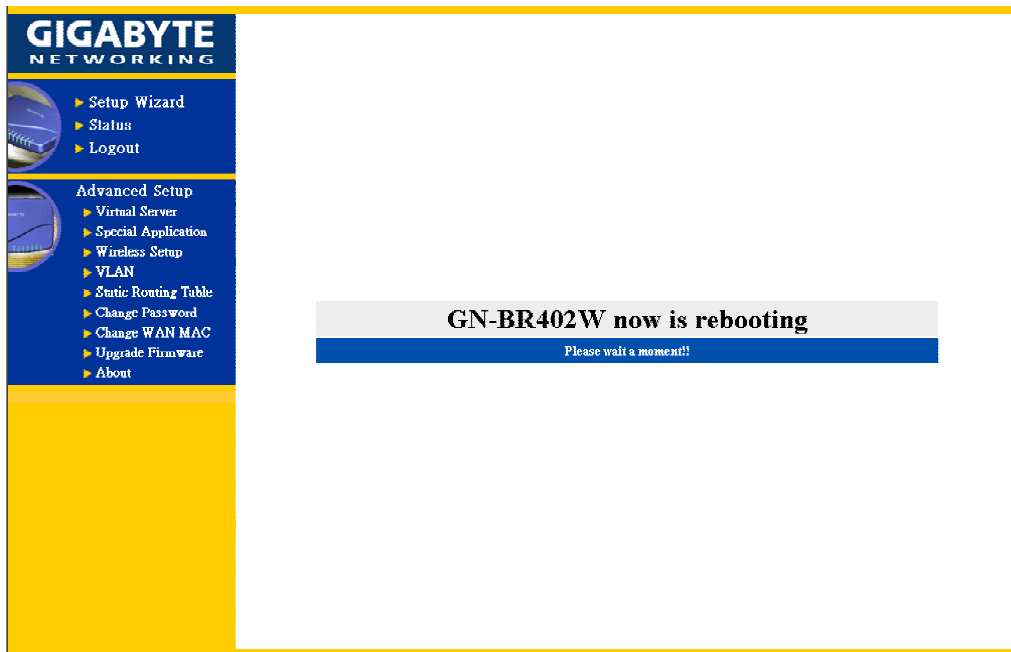 GIGABYTE
NETWORKING
Setup Wizard
Status
Logout
Advanced Setup
Virtual Server
Special Application
Wireless Setup
VLAN
Static Routing Table
Change Password
Change WAN MAC
Upgrade Firmware
About
GN-BR402W now is rebooting
Please wait a moment!!